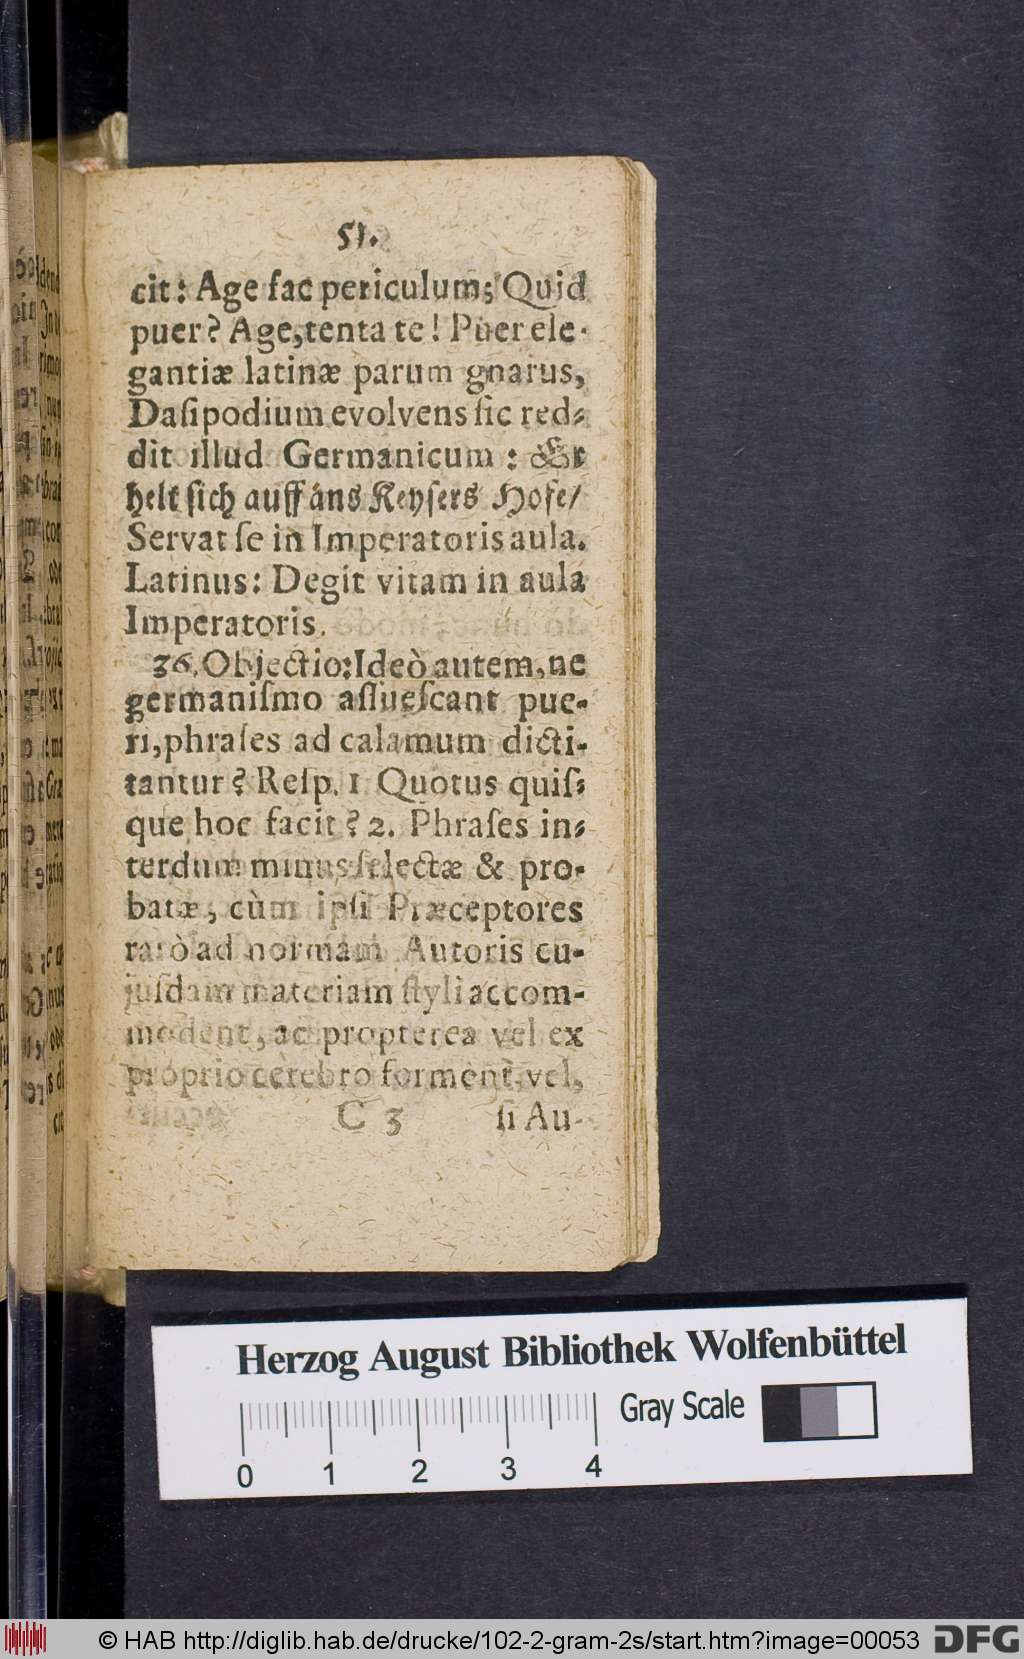 51.
cit: Age fac periculum; Quid
puer? Age, tenta te! Puer ele-
gantiæ latinæ parum gnarus,
Daſipodium evolvens ſic red-
dit illud Germanicum: Er
helt ſich auff ans Keyſers Hofe/
Servat ſe in Imperatoris aula.
Latinus: Degit vitam in aula
Imperatoris.
36. Objectio: Ideò autem, ne
germaniſmo aſſueſcant pue-
ri, phraſes ad calamum dicti-
tantur? Reſp. 1 Quotus quiſ-
que hoc facit? 2. Phraſes in-
terdum minus ſelectæ & pro-
batæ, cùm ipſi Præceptores
rarò ad normam Autoris cu-
juſdam materiam ſtyli accom-
modent, ac propterea vel ex
proprio cerebro forment, vel,
C 3 ſi Au-
Herzog August Bibliothek Wolfenbüttel
Gray Scale
0 1 2 3 4
© HAB http://diglib.hab.de/drucke/102-2-gram-2s/start.htm?image=00053 DFG